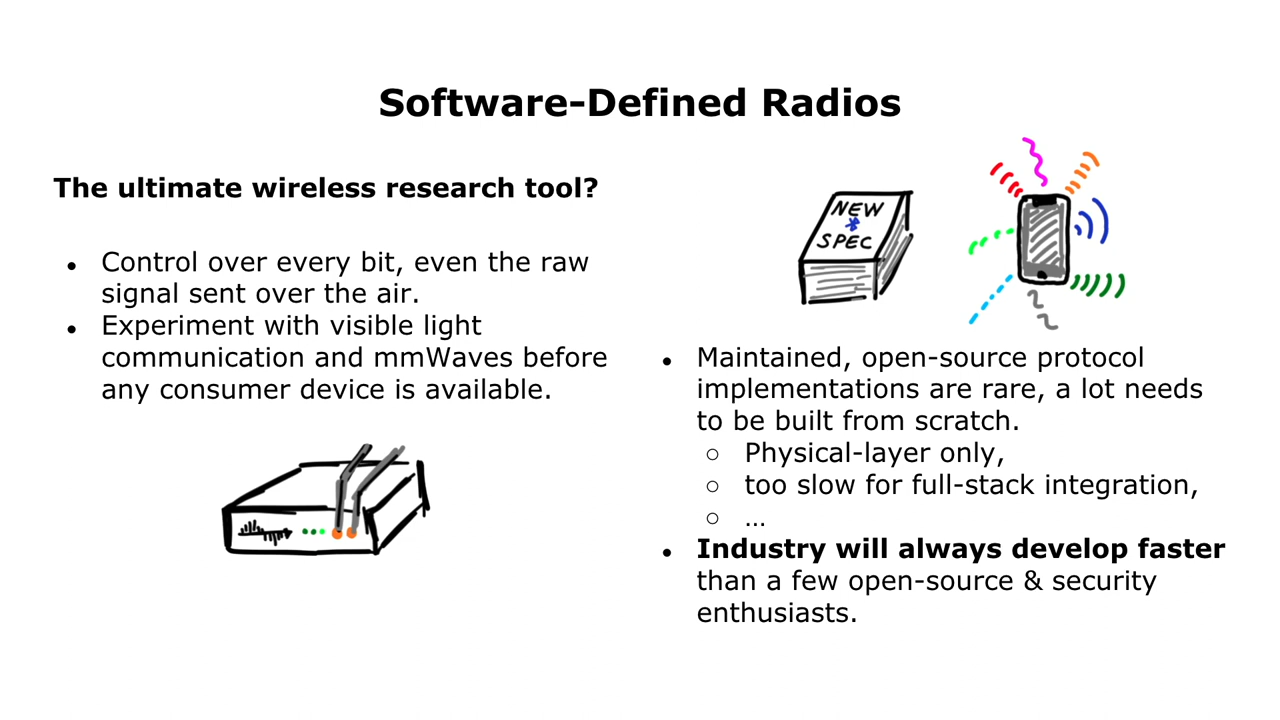 Software-Defined Radios
The ultimate wireless research tool?
● Control over every bit, even the raw
signal sent over the air.
● Experiment with visible light
communication and mmWaves before
any consumer device is available.
NEW
SPEC
● Maintained, open-source protocol
implementations are rare, a lot needs
to be built from scratch.
○ Physical-layer only,
○ too slow for full-stack integration,
○ …
● Industry will always develop faster
than a few open-source & security
enthusiasts.